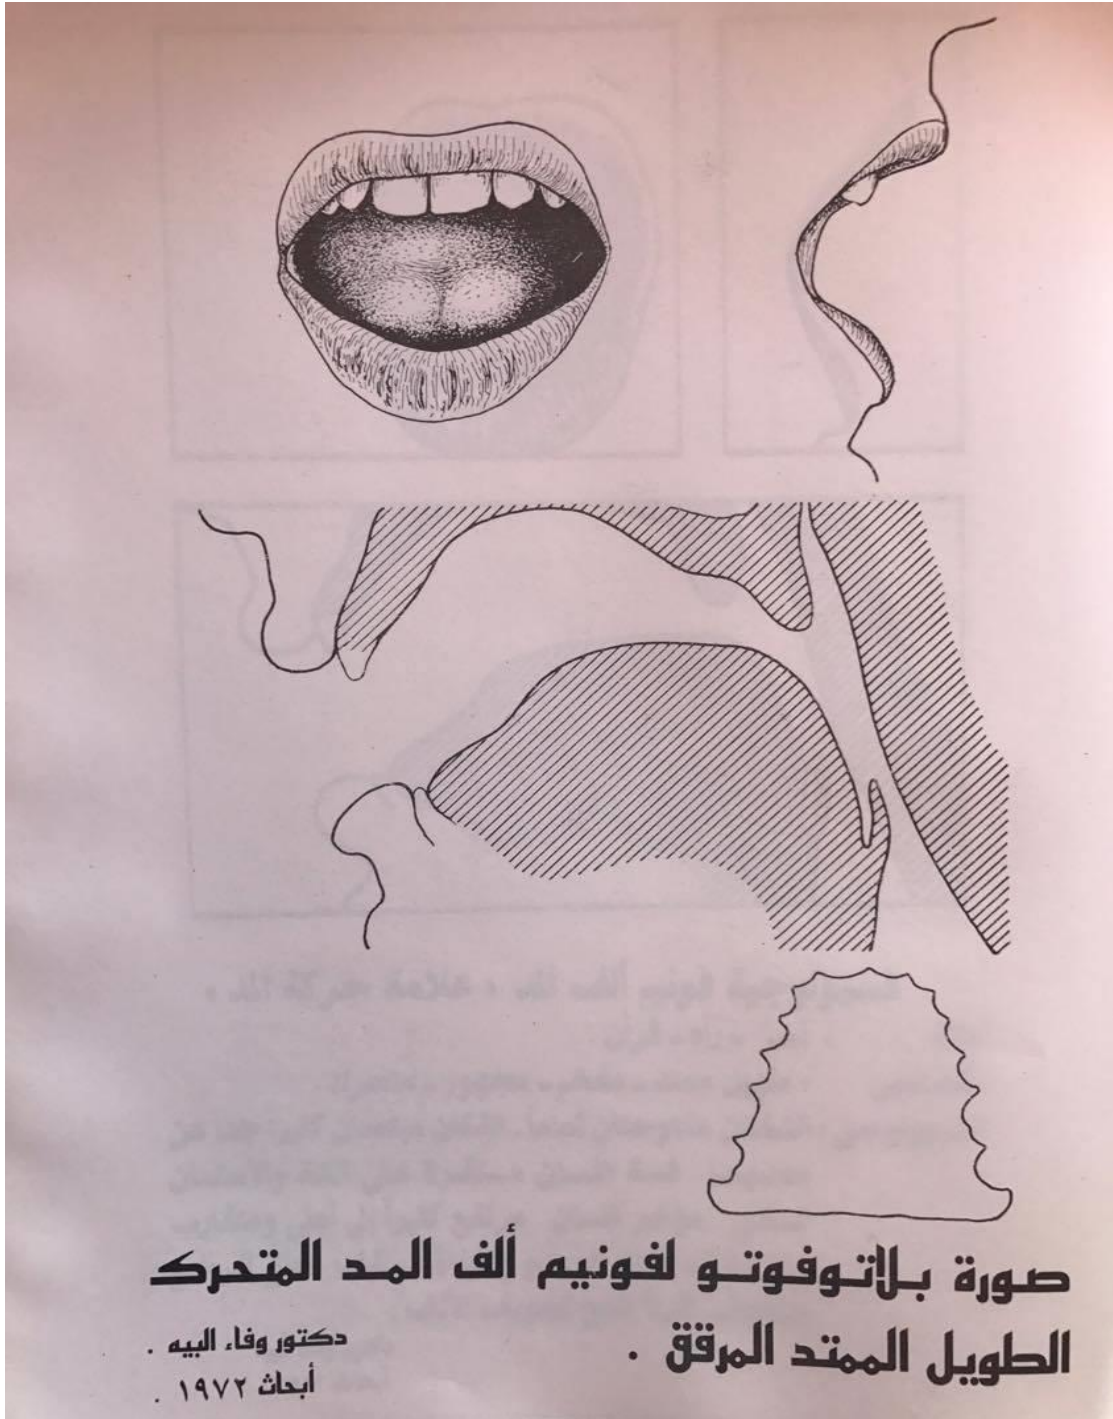 صورة بلاتوفوتو لفونيم ألف المد المتحرك
الطويل الممتد المرقق .
دكتور وفاء البيه .
أبحاث ١٩٧٢ .